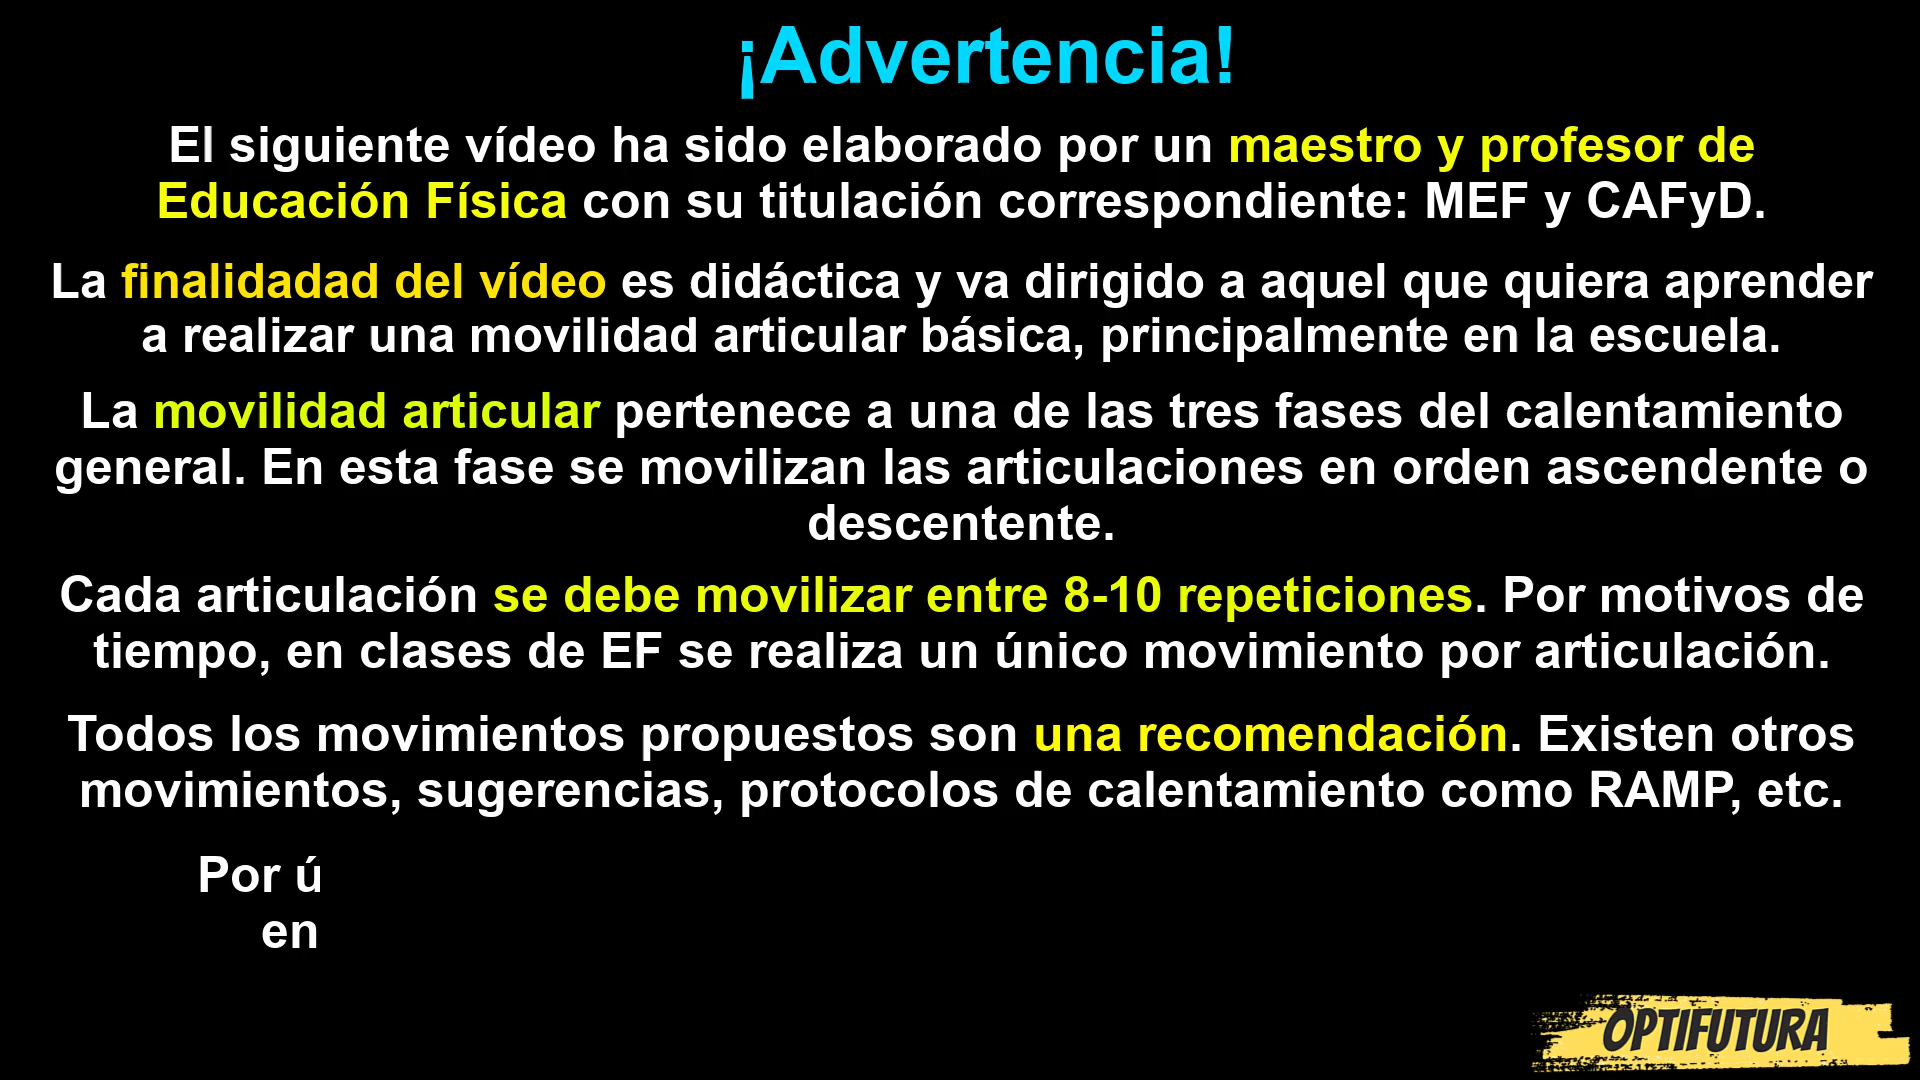 ¡Advertencia!
El siguiente vídeo ha sido elaborado por un maestro y profesor de
Educación Física con su titulación correspondiente: MEF y CAFyD.
La finalidadad del vídeo es didáctica y va dirigido a aquel que quiera aprender
a realizar una movilidad articular básica, principalmente en la escuela.
La movilidad articular pertenece a una de las tres fases del calentamiento
general. En esta fase se movilizan las articulaciones en orden ascendente o
descentente.
Cada articulación se debe movilizar entre 8-10 repeticiones. Por motivos de
tiempo, en clases de EF se realiza un único movimiento por articulación.
Todos los movimientos propuestos son una recomendación. Existen otros
movimientos, sugerencias, protocolos de calentamiento como RAMP, etc.
Por ú
en
OPTIFUTURA